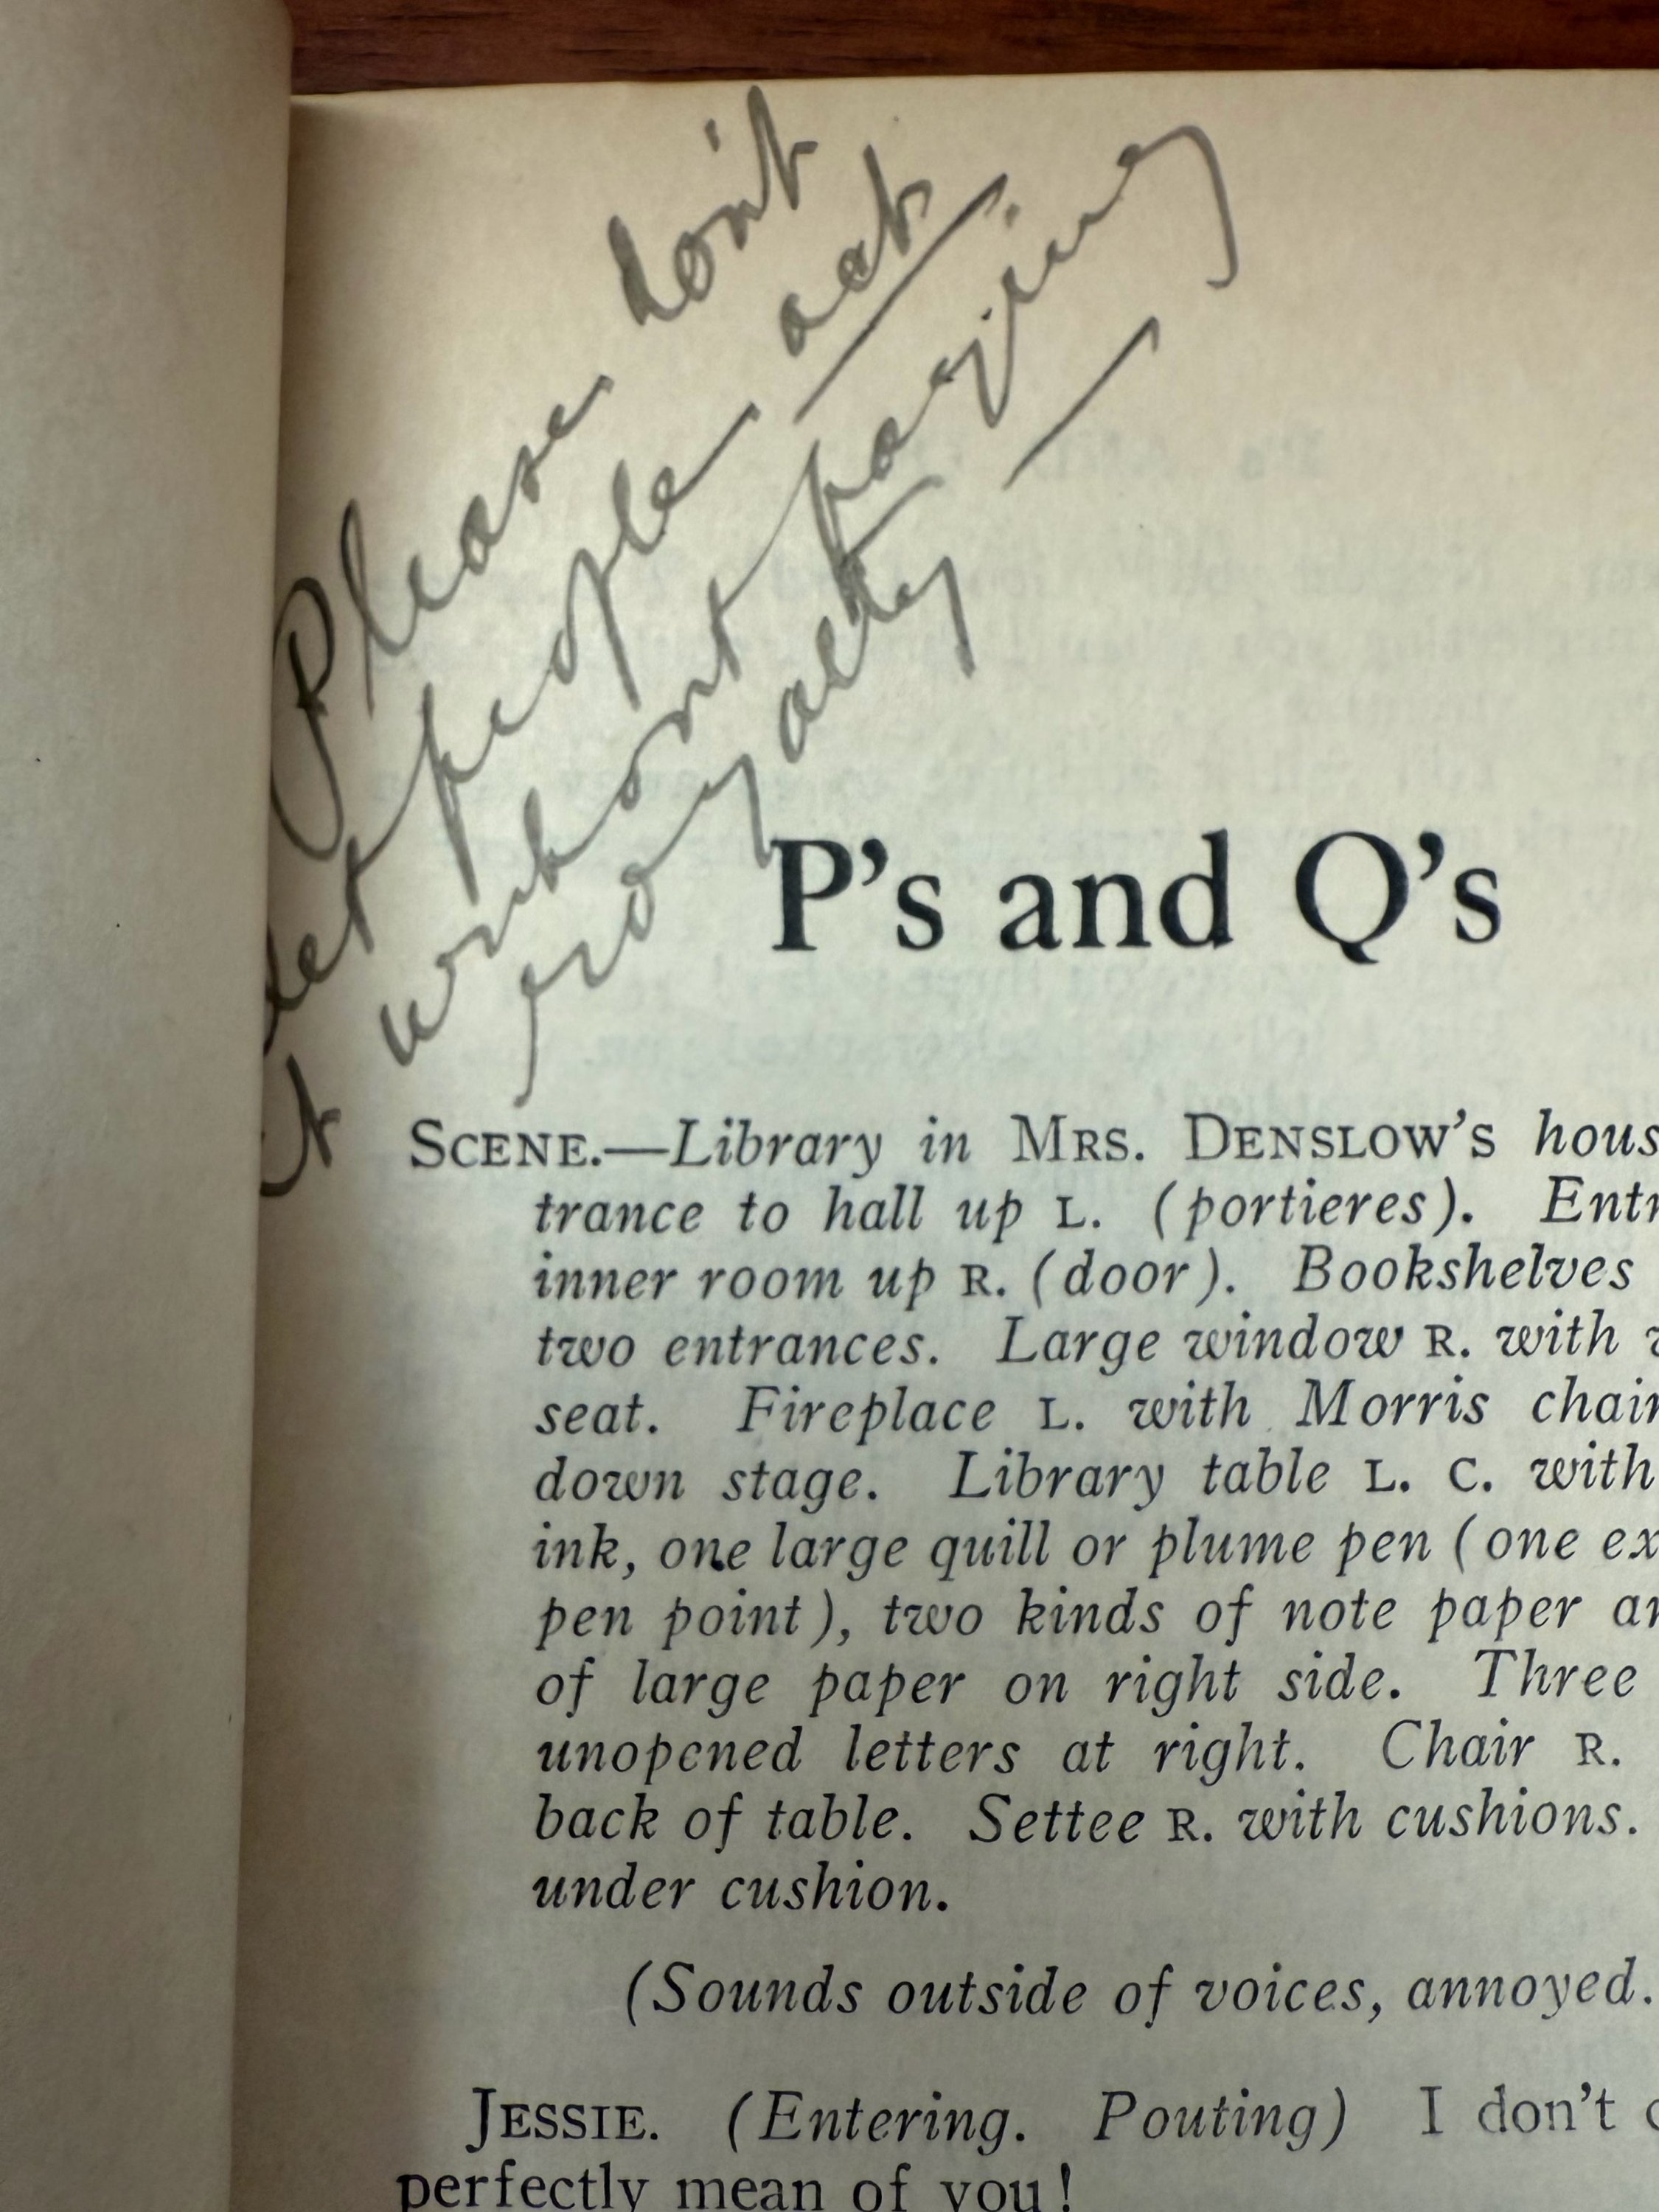 Please don't
let people act
it without paying
royalty
P's and Q's
SCENE.—Library in MRS. DENSLOW'S hous
trance to hall up L. (portieres). Entr
inner room up R. (door). Bookshelves
two entrances. Large window R. with
seat. Fireplace L. with Morris chair
down stage. Library table L. C. with
ink, one large quill or plume pen (one ex
pen point), two kinds of note paper an
of large paper on right side. Three
unopened letters at right. Chair R.
back of table. Settee R. with cushions.
under cushion.
(Sounds outside of voices, annoyed.
JESSIE. (Entering. Pouting) I don't
perfectly mean of you!